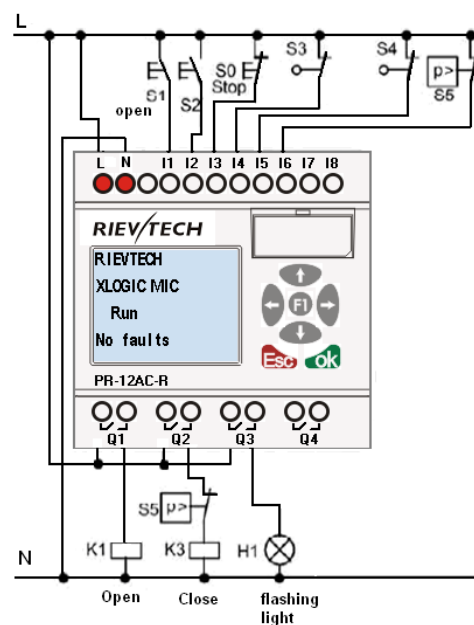 L
S3
S4
S0
Stop
p>
S1
S2
S5
open
L N I1 I2 I3 I4 I5 I6 I7 I8
RIEVTECH
RIEVTECH
XLOGIC MIC
Run
No faults
F1
Esc
ok
PR-12AC-R
Q1 Q2 Q3 Q4
S5 p>
K1 K3 H1
N
Open Close flashing
light